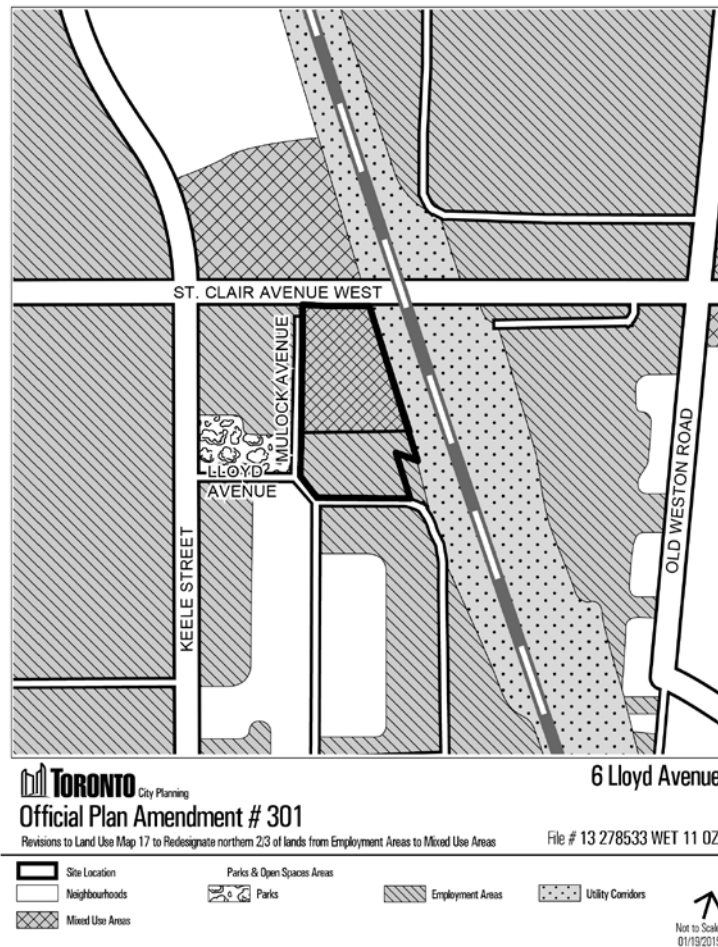 ST. CLAIR AVENUE WEST
MULOCK AVENUE
LLOYD
AVENUE
KEELE STREET
OLD WESTON ROAD
TORONTO City Planning
6 Lloyd Avenue
Official Plan Amendment # 301
Revisions to Land Use Map 17 to Redesignate northern 2/3 of lands from Employment Areas to Mixed Use Areas
File # 13 278533 WET 11 OZ
Site Location
Parks & Open Spaces Areas
Neighbourhoods
Parks
Employment Areas
Utility Corridors
Mixed Use Areas
Not to Scale
01/19/2015